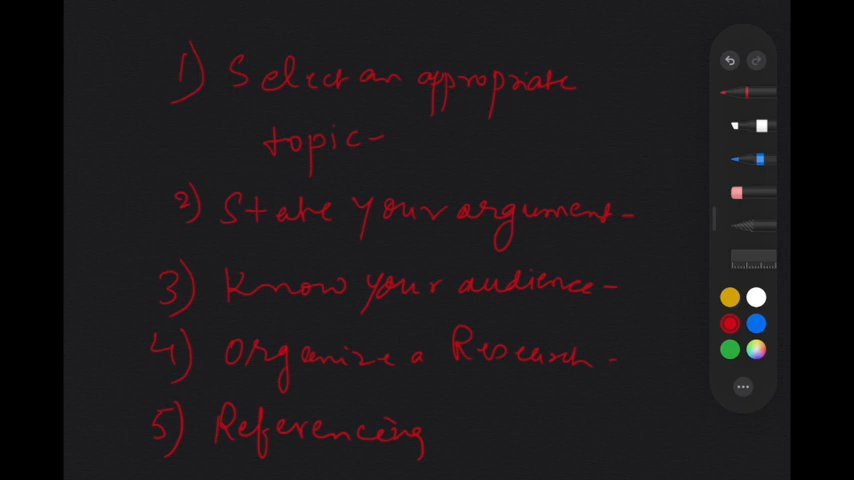 1) Select an appropriate
topic-
2) State your argument-
3) Know your audience-
4) Organize a Research-
5) Referencing